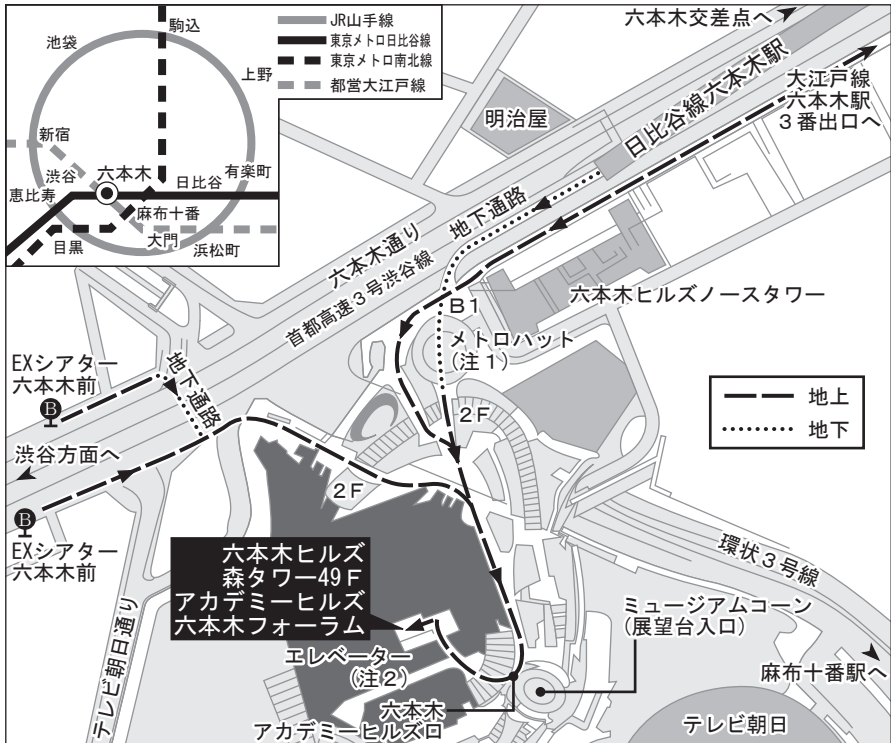 駒込
池袋
上野
新宿
渋谷
六本木
有楽町
日比谷
恵比寿
麻布十番
目黒
大門
浜松町
JR山手線
東京メトロ日比谷線
東京メトロ南北線
都営大江戸線
六本木交差点へ
日比谷線六本木駅
大江戸線
六本木駅
3番出口へ
明治屋
地下通路
六本木通り
首都高速3号渋谷線
六本木ヒルズノースタワー
B1
メトロハット
(注1)
EXシアター
六本木前
B
地下通路
2F
地上
地下
渋谷方面へ
2F
B
EXシアター
六本木前
六本木ヒルズ
森タワー49F
アカデミーヒルズ
六本木フォーラム
環状3号線
ミュージアムコーン
(展望台入口)
エレベーター
(注2)
麻布十番駅へ
テレビ朝日通り
六本木
アカデミーヒルズ口
テレビ朝日